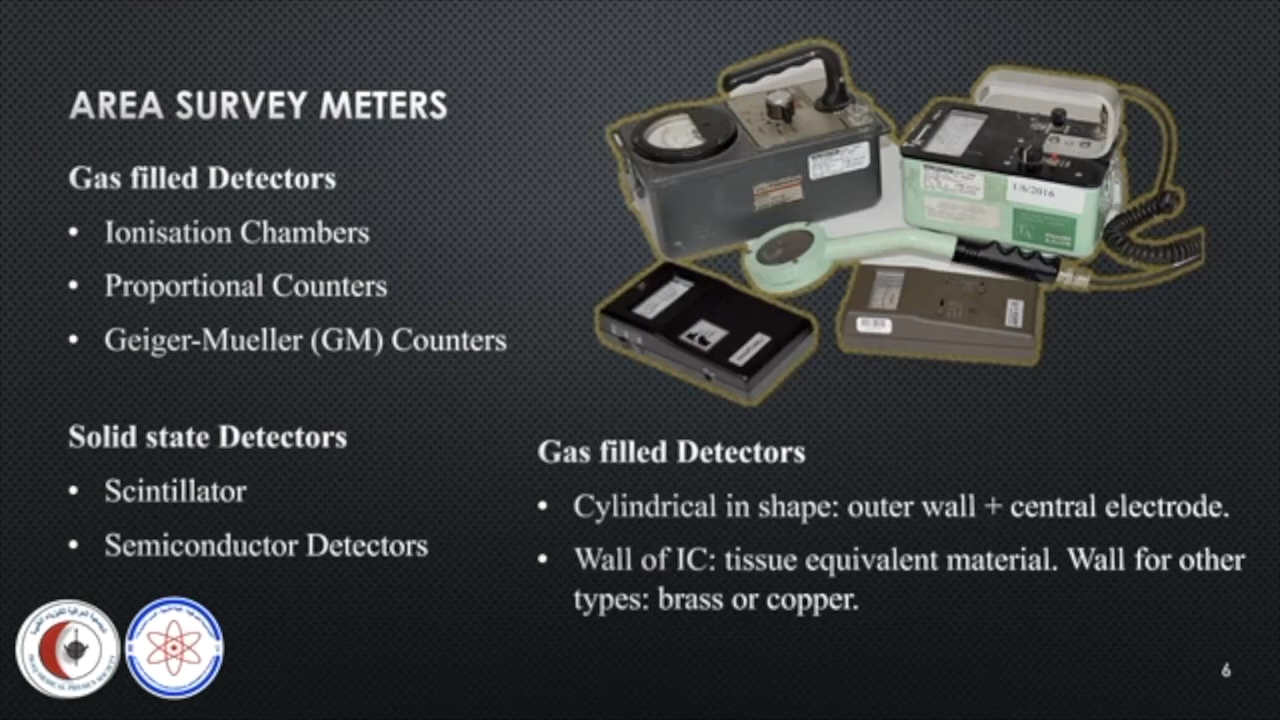 AREA SURVEY METERS
Gas filled Detectors
• Ionisation Chambers
• Proportional Counters
• Geiger-Mueller (GM) Counters
Solid state Detectors
• Scintillator
• Semiconductor Detectors
1/6/2016
Gas filled Detectors
• Cylindrical in shape: outer wall + central electrode.
• Wall of IC: tissue equivalent material. Wall for other
types: brass or copper.
6